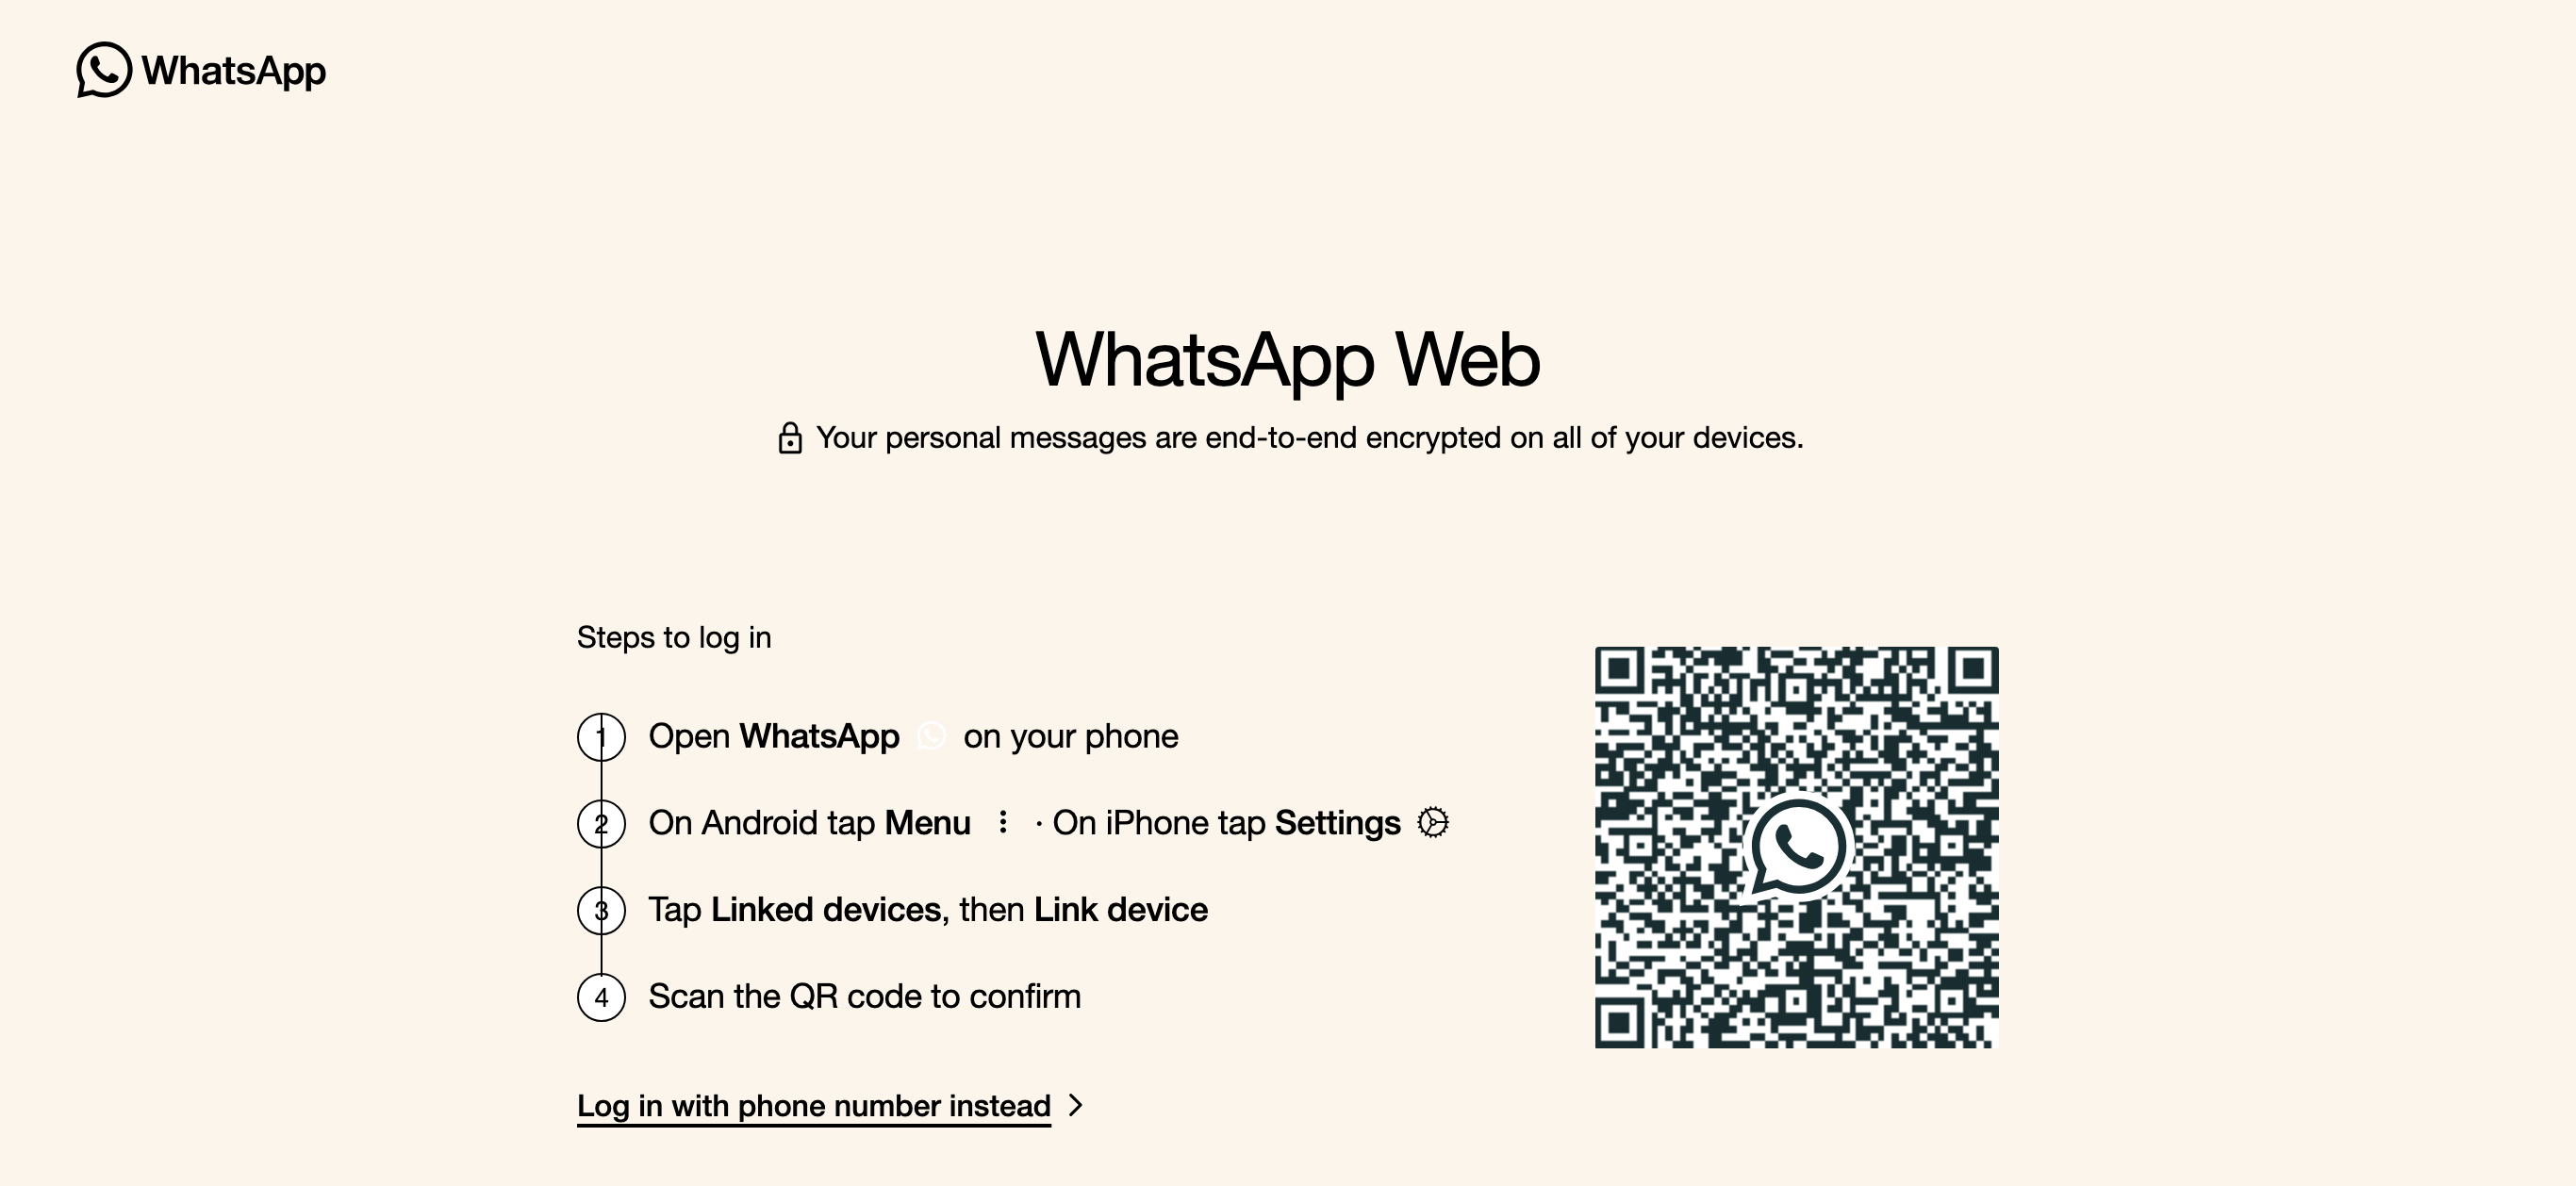 WhatsApp
WhatsApp Web
Your personal messages are end-to-end encrypted on all of your devices.
Steps to log in
1 Open WhatsApp on your phone
2 On Android tap Menu · On iPhone tap Settings
3 Tap Linked devices, then Link device
4 Scan the QR code to confirm
Log in with phone number instead